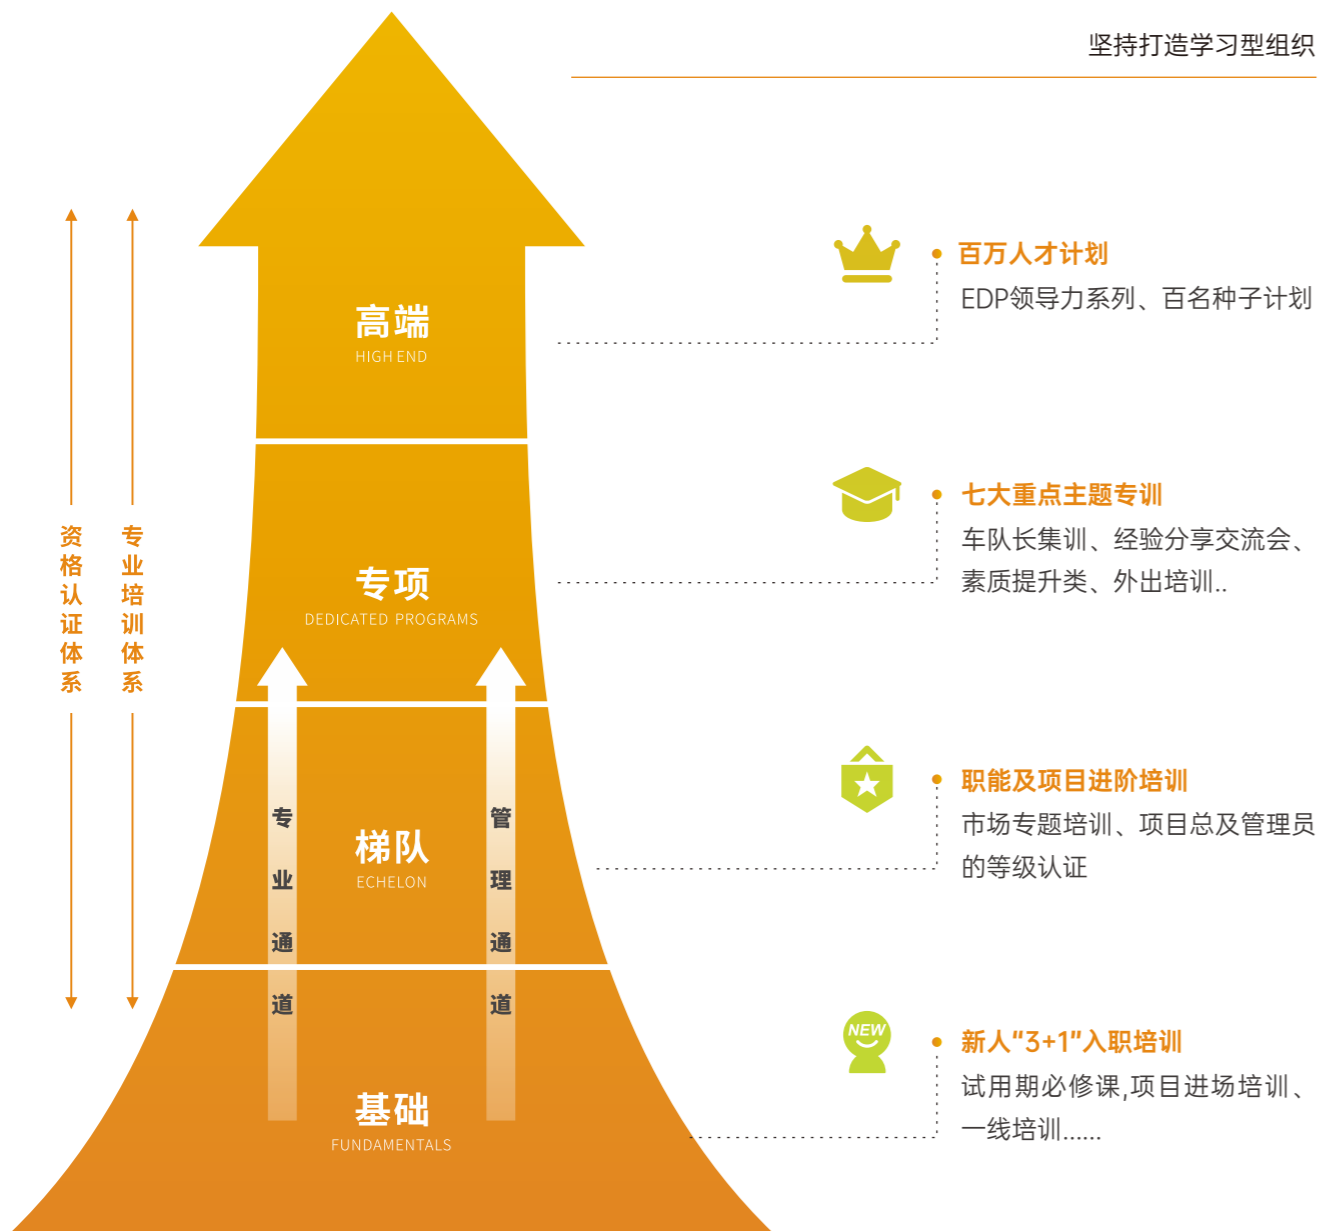 坚持打造学习型组织
高端
HIGH END
百万人才计划
EDP领导力系列、百名种子计划
专项
DEDICATED PROGRAMS
七大重点主题专训
车队长集训、经验分享交流会、
素质提升类、外出培训..
资格认证体系
专业培训体系
梯队
ECHELON
专业通道
管理通道
职能及项目进阶培训
市场专题培训、项目总及管理员
的等级认证
基础
FUNDAMENTALS
NEW
新人“3+1”入职培训
试用期必修课,项目进场培训、
一线培训......